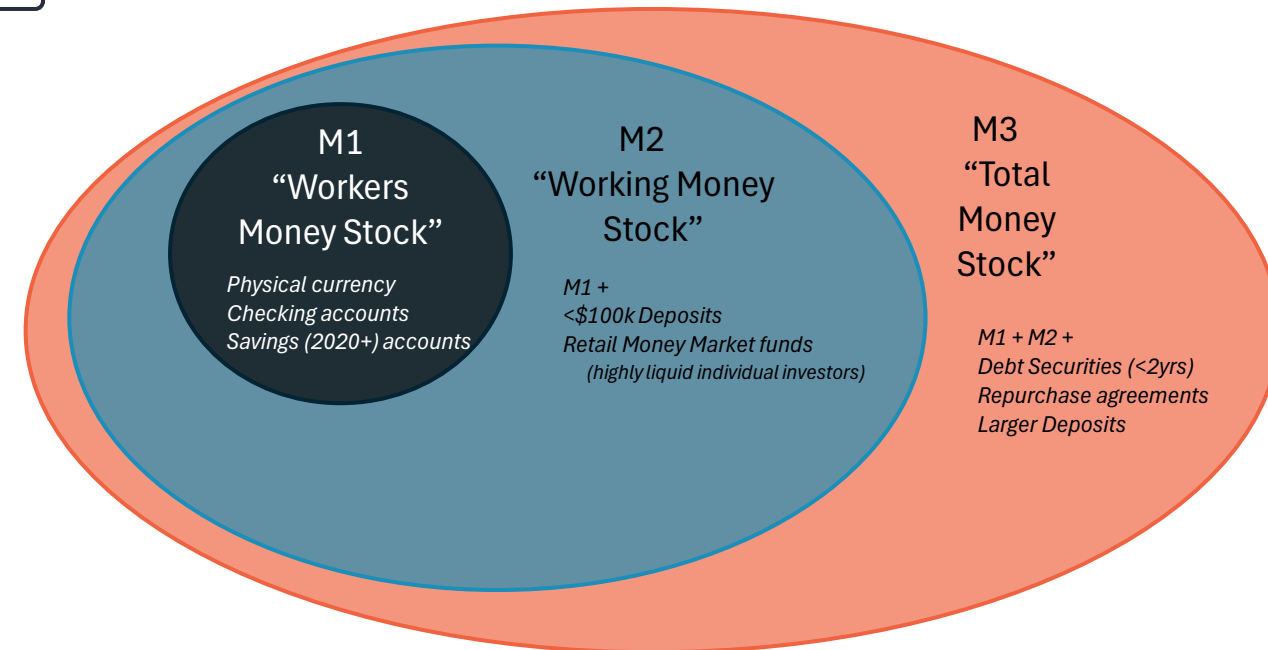 M1
“Workers
Money Stock”
Physical currency
Checking accounts
Savings (2020+) accounts
M2
“Working Money
Stock”
M1 +
<$100k Deposits
Retail Money Market funds
(highly liquid individual investors)
M3
“Total
Money
Stock”
M1 + M2 +
Debt Securities (<2yrs)
Repurchase agreements
Larger Deposits